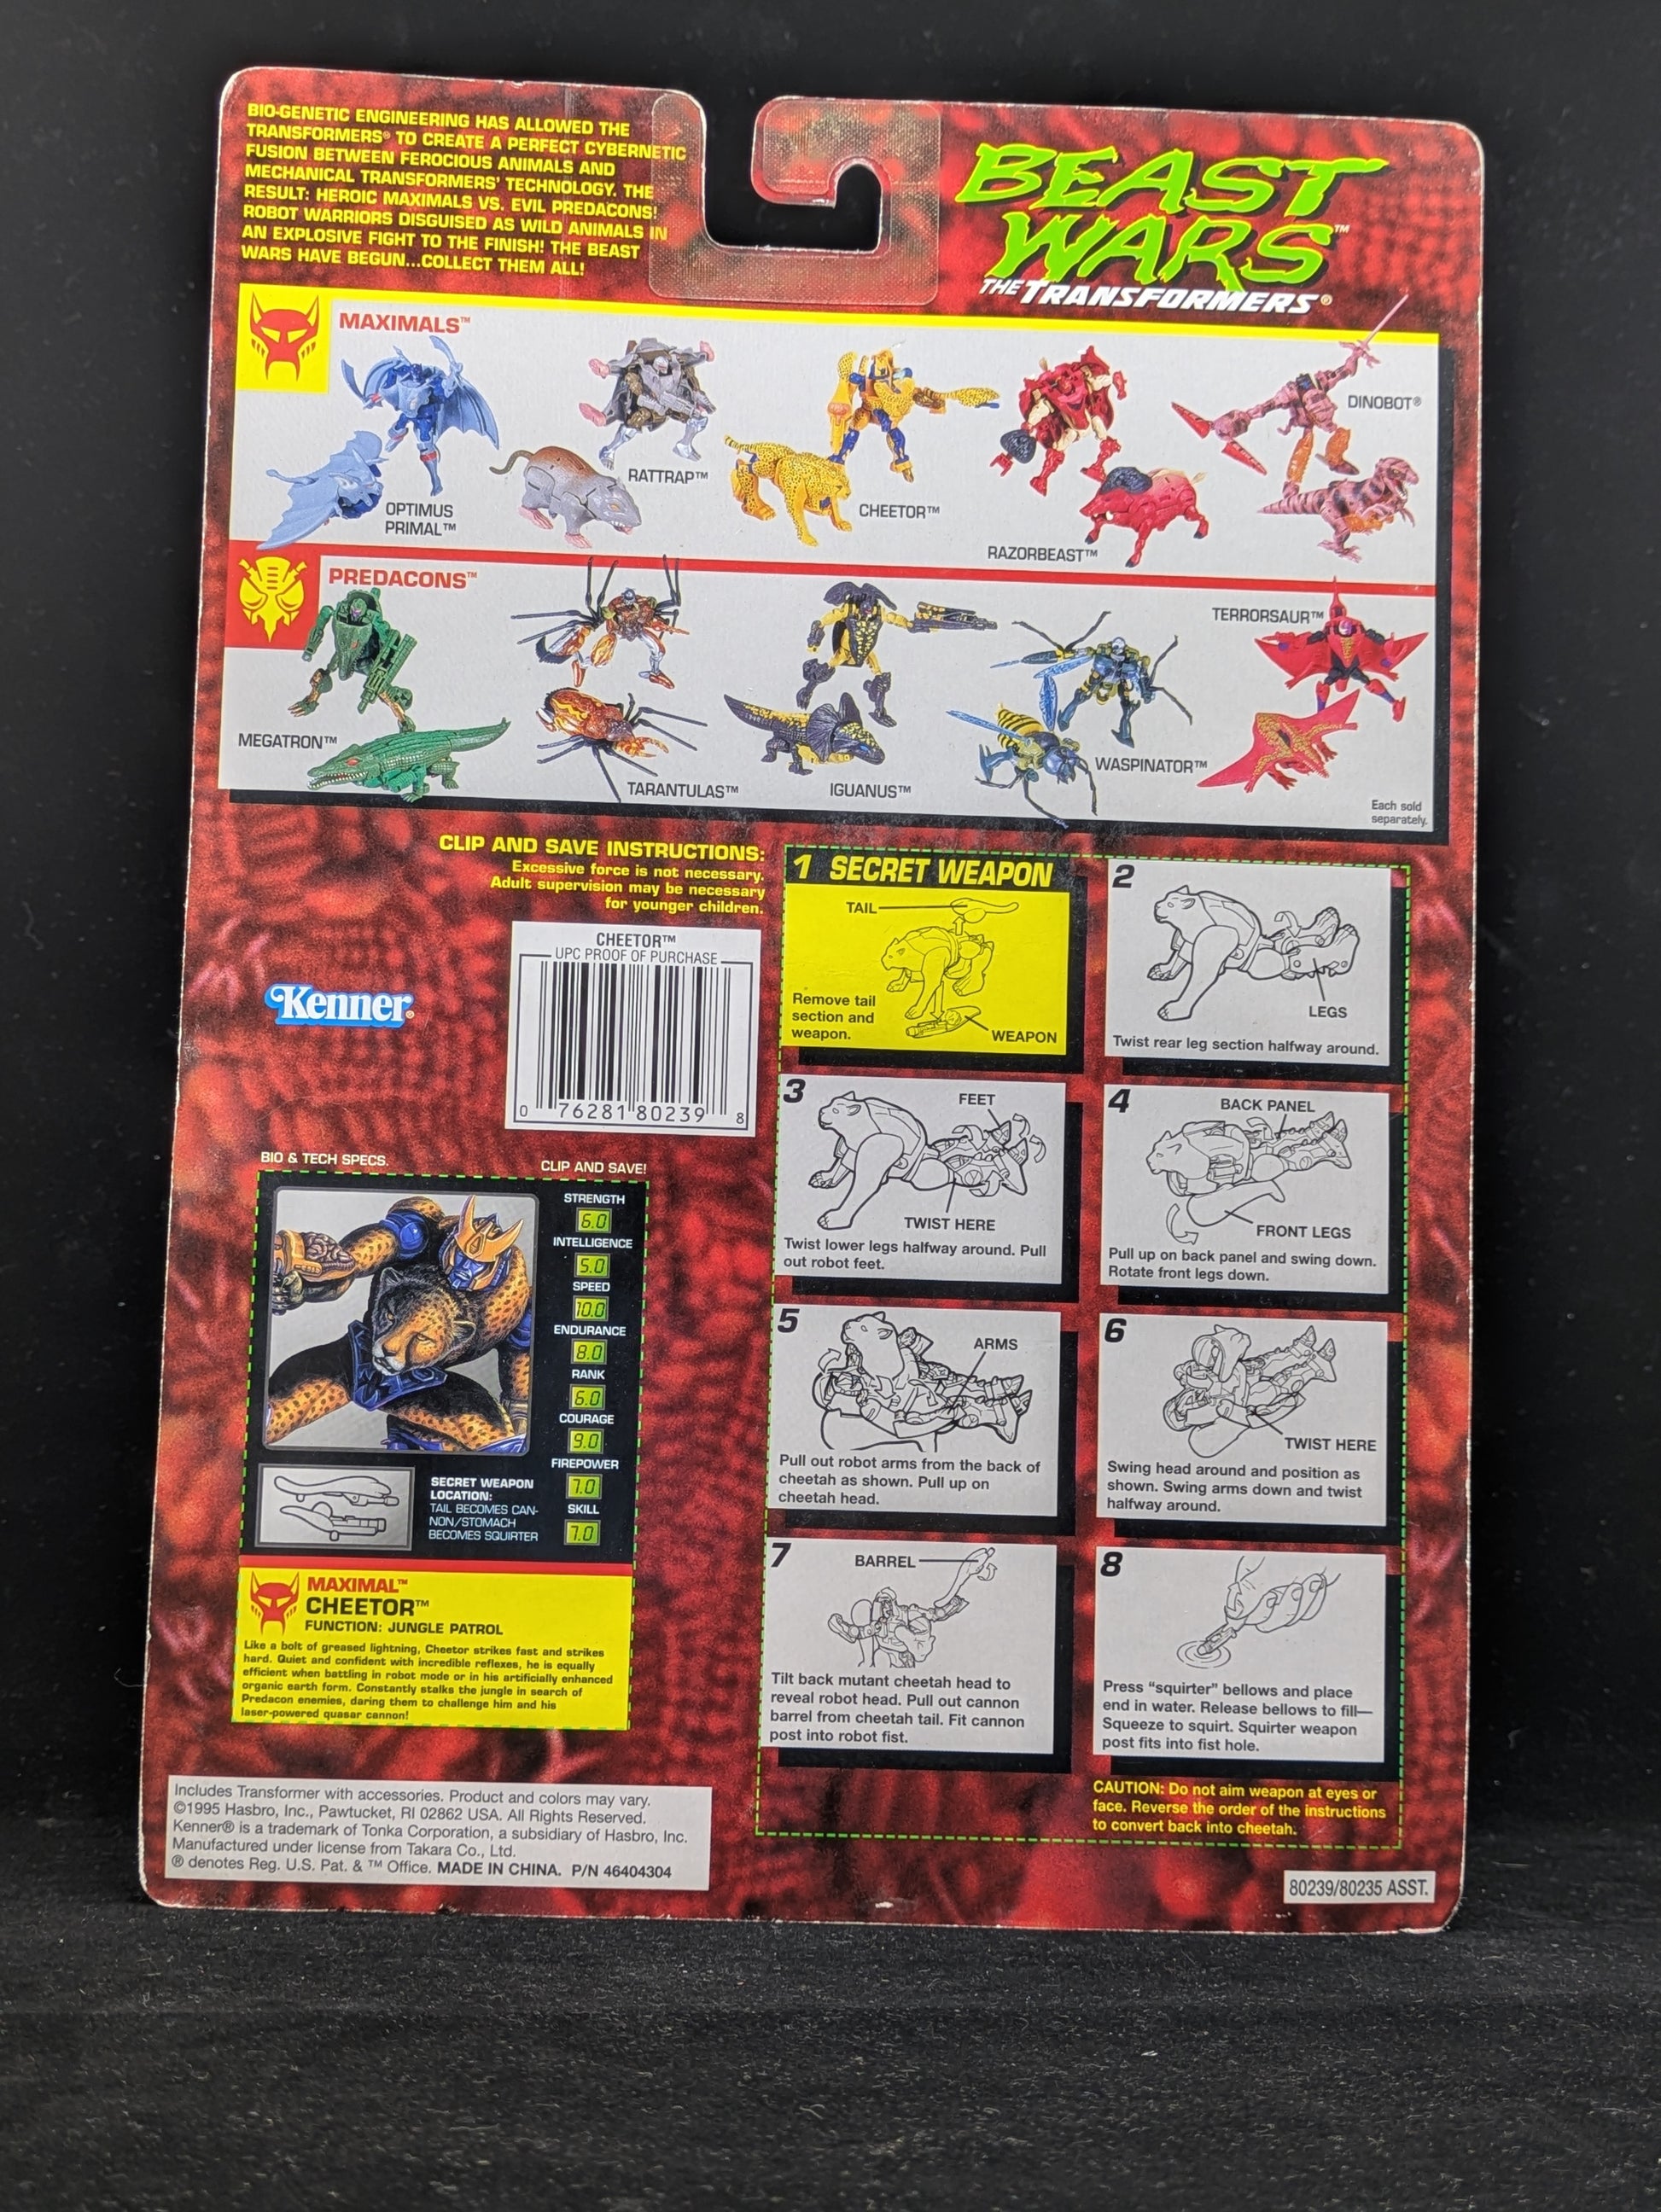 BIO-GENETIC ENGINEERING HAS ALLOWED THE
TRANSFORMERS® TO CREATE A PERFECT CYBERNETIC
FUSION BETWEEN FEROCIOUS ANIMALS AND
MECHANICAL TRANSFORMERS' TECHNOLOGY. THE
RESULT: HEROIC MAXIMALS VS. EVIL PREDACONS!
ROBOT WARRIORS DISGUISED AS WILD ANIMALS IN
AN EXPLOSIVE FIGHT TO THE FINISH! THE BEAST
WARS HAVE BEGUN...COLLECT THEM ALL!
BEAST
WARS™
THE TRANSFORMERS®
MAXIMALS™
OPTIMUS
PRIMAL™
RATTRAP™
CHEETOR™
RAZORBEAST™
DINOBOT®
PREDACONS™
MEGATRON™
TARANTULAS™
IGUANUS™
WASPINATOR™
TERRORSAUR™
Each sold
separately.
CLIP AND SAVE INSTRUCTIONS:
Excessive force is not necessary.
Adult supervision may be necessary
for younger children.
CHEETOR™
UPC PROOF OF PURCHASE
0 76281 80239 8
Kenner®
1 SECRET WEAPON
TAIL
Remove tail
section and
weapon.
WEAPON
2
LEGS
Twist rear leg section halfway around.
3
FEET
TWIST HERE
Twist lower legs halfway around. Pull
out robot feet.
4
BACK PANEL
FRONT LEGS
Pull up on back panel and swing down.
Rotate front legs down.
5
ARMS
Pull out robot arms from the back of
cheetah as shown. Pull up on
cheetah head.
6
TWIST HERE
Swing head around and position as
shown. Swing arms down and twist
halfway around.
7
BARREL
Tilt back mutant cheetah head to
reveal robot head. Pull out cannon
barrel from cheetah tail. Fit cannon
post into robot fist.
8
Press "squirter" bellows and place
end in water. Release bellows to fill—
Squeeze to squirt. Squirter weapon
post fits into fist hole.
CAUTION: Do not aim weapon at eyes or
face. Reverse the order of the instructions
to convert back into cheetah.
BIO & TECH SPECS.
CLIP AND SAVE!
STRENGTH
6.0
INTELLIGENCE
5.0
SPEED
10.0
ENDURANCE
8.0
RANK
6.0
COURAGE
9.0
FIREPOWER
7.0
SKILL
7.0
SECRET WEAPON
LOCATION:
TAIL BECOMES CAN-
NON/STOMACH
BECOMES SQUIRTER
MAXIMAL™
CHEETOR™
FUNCTION: JUNGLE PATROL
Like a bolt of greased lightning, Cheetor strikes fast and strikes
hard. Quiet and confident with incredible reflexes, he is equally
efficient when battling in robot mode or in his artificially enhanced
organic earth form. Constantly stalks the jungle in search of
Predacon enemies, daring them to challenge him and his
laser-powered quasar cannon!
Includes Transformer with accessories. Product and colors may vary.
©1995 Hasbro, Inc., Pawtucket, RI 02862 USA. All Rights Reserved.
Kenner® is a trademark of Tonka Corporation, a subsidiary of Hasbro, Inc.
Manufactured under license from Takara Co., Ltd.
® denotes Reg. U.S. Pat. & ™ Office. MADE IN CHINA. P/N 46404304
80239/80235 ASST.